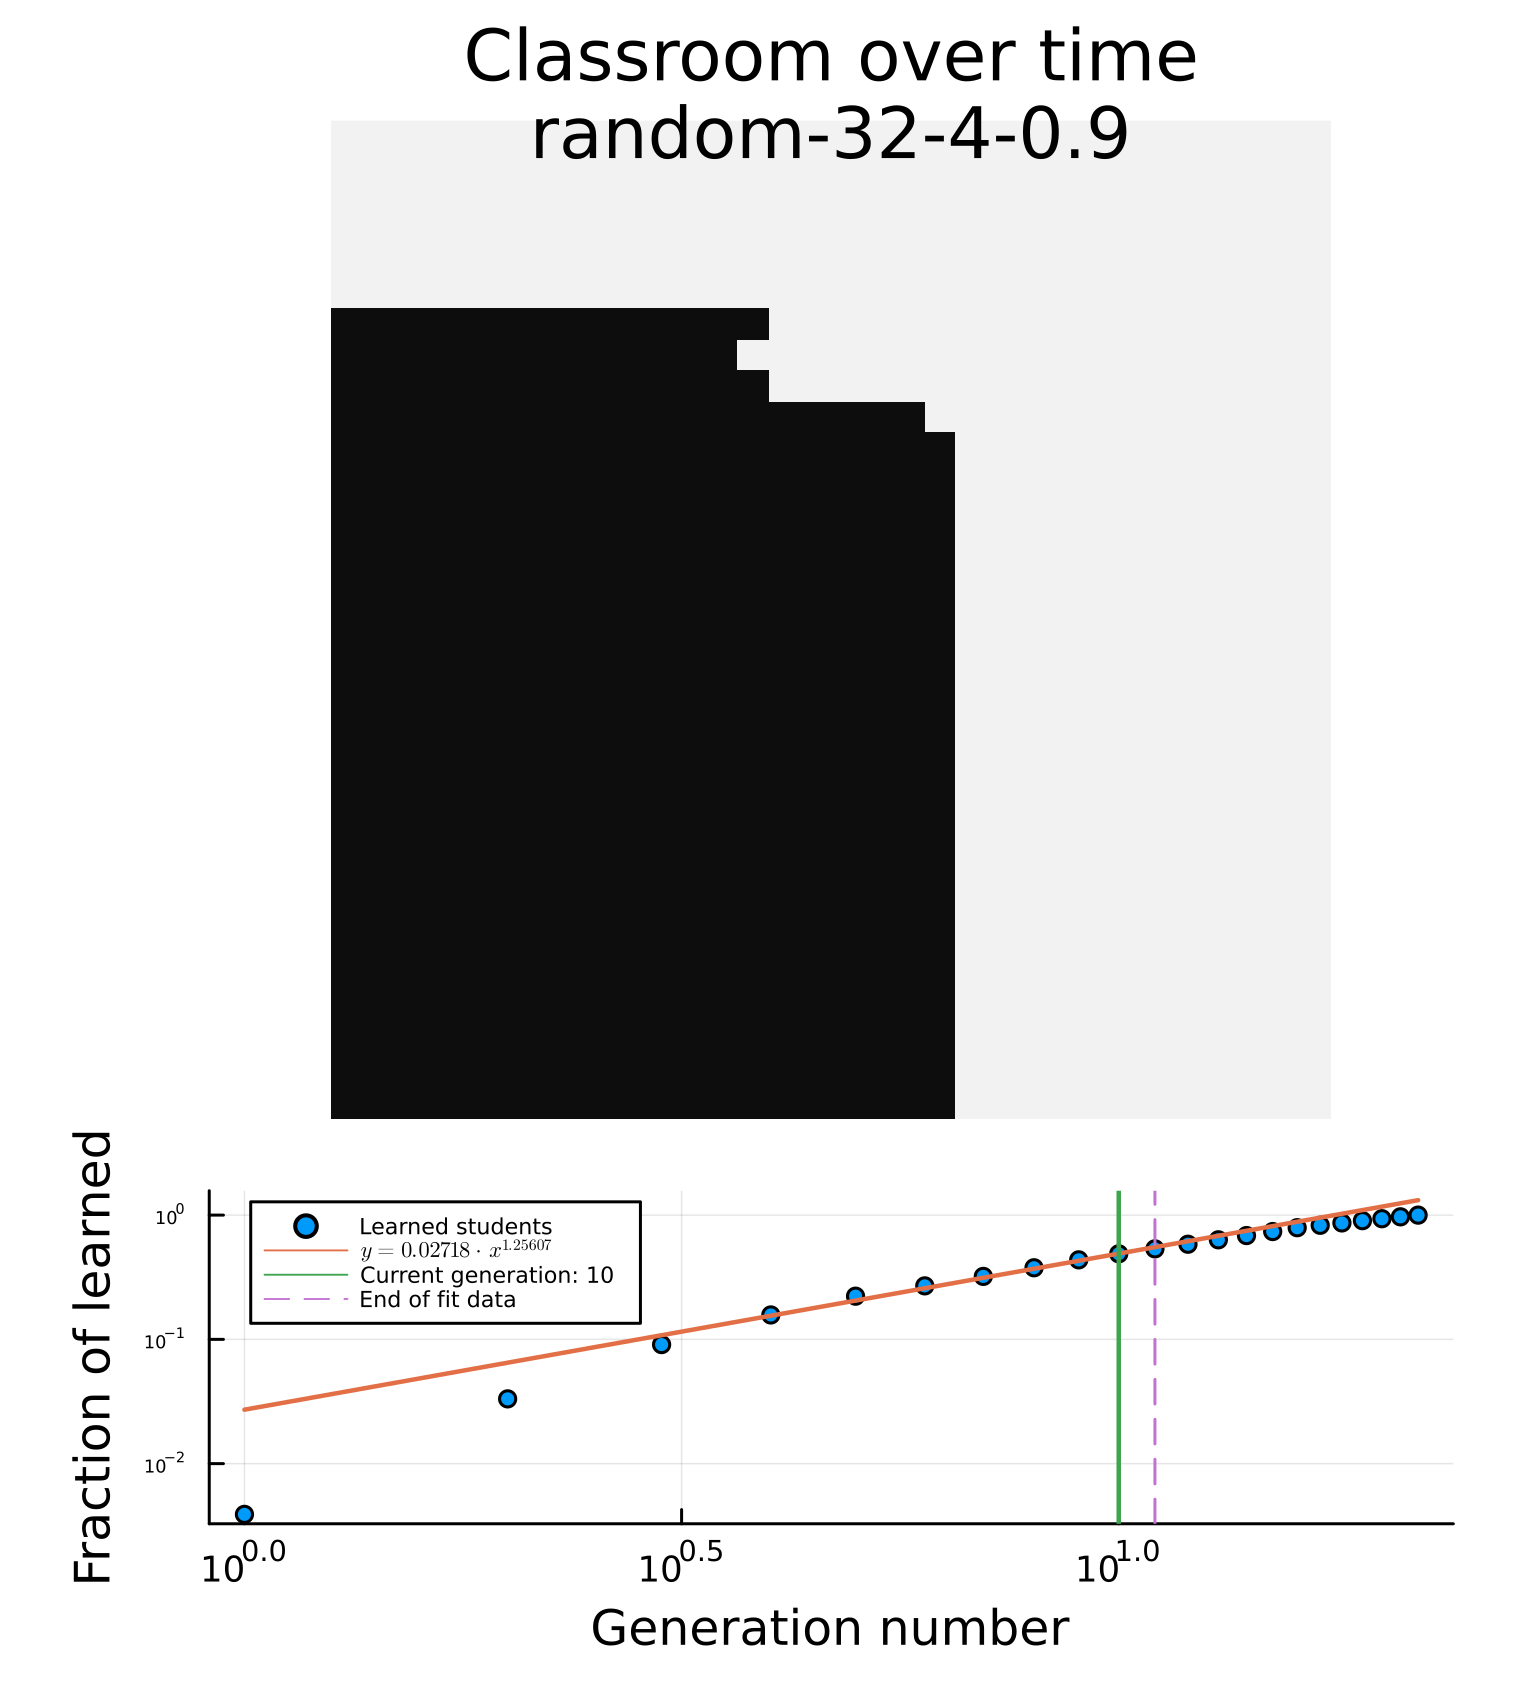 Classroom over time
random-32-4-0.9
Fraction of learned
10⁰
10⁻¹
10⁻²
Learned students
y = 0.02718 · x^1.25607
Current generation: 10
End of fit data
10^0.0 10^0.5 10^1.0
Generation number